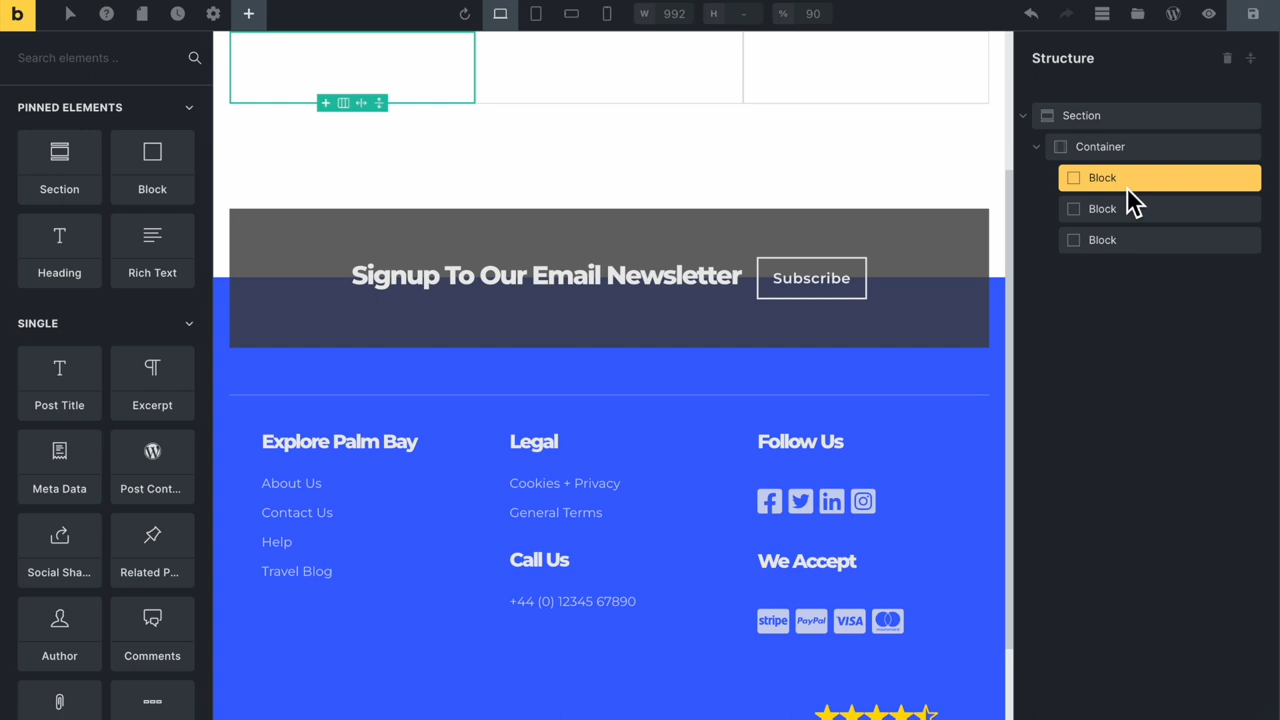 b
W 992 H - % 90
Search elements ..
PINNED ELEMENTS
Section Block
Heading Rich Text
SINGLE
Post Title Excerpt
Meta Data Post Cont...
Social Sha... Related P...
Author Comments
Signup To Our Email Newsletter Subscribe
Explore Palm Bay
About Us
Contact Us
Help
Travel Blog
Legal
Cookies + Privacy
General Terms
Call Us
+44 (0) 12345 67890
Follow Us
We Accept
stripe PayPal VISA mastercard
Structure
Section
Container
Block
Block
Block